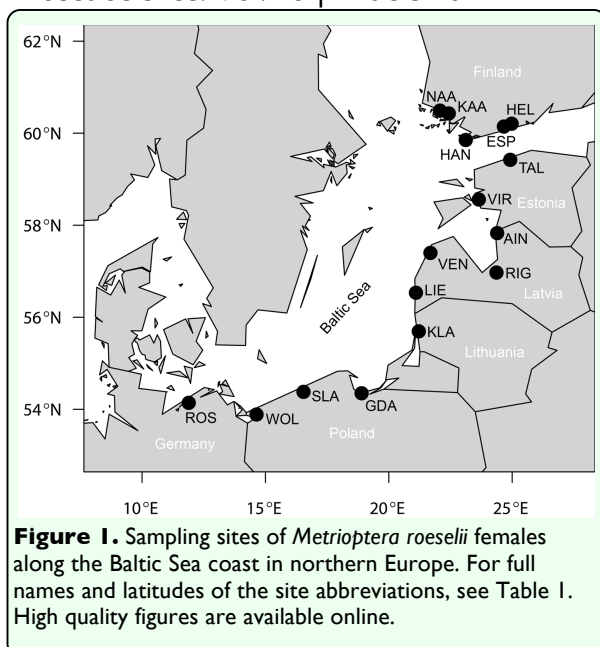 62°N
Finland
NAA
KAA
HEL
60°N
HAN
ESP
TAL
VIR
Estonia
58°N
AIN
VEN
RIG
LIE
Latvia
Baltic Sea
56°N
KLA
Lithuania
SLA
GDA
54°N
ROS
WOL
Germany
Poland
10°E 15°E 20°E 25°E
Figure 1. Sampling sites of Metrioptera roeselii females
along the Baltic Sea coast in northern Europe. For full
names and latitudes of the site abbreviations, see Table 1.
High quality figures are available online.